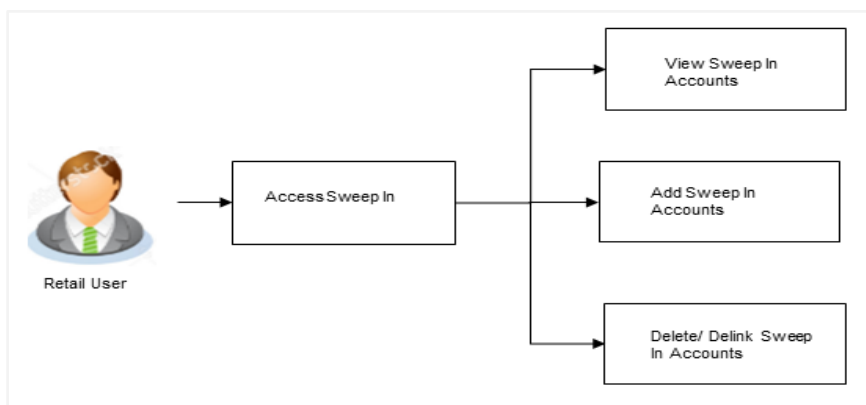 View Sweep In
Accounts
Access Sweep In
Add Sweep In
Accounts
Retail User
Delete/ Delink Sweep
In Accounts